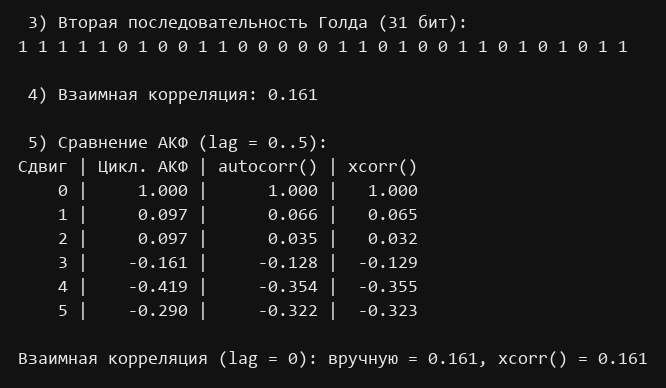 3) Вторая последовательность Голда (31 бит):
1 1 1 1 1 0 1 0 0 1 1 0 0 0 0 0 1 1 0 1 0 0 1 1 0 1 0 1 0 1 1
4) Взаимная корреляция: 0.161
5) Сравнение АКФ (lag = 0..5):
Сдвиг | Цикл. АКФ | autocorr() | xcorr()
0 | 1.000 | 1.000 | 1.000
1 | 0.097 | 0.066 | 0.065
2 | 0.097 | 0.035 | 0.032
3 | -0.161 | -0.128 | -0.129
4 | -0.419 | -0.354 | -0.355
5 | -0.290 | -0.322 | -0.323
Взаимная корреляция (lag = 0): вручную = 0.161, xcorr() = 0.161